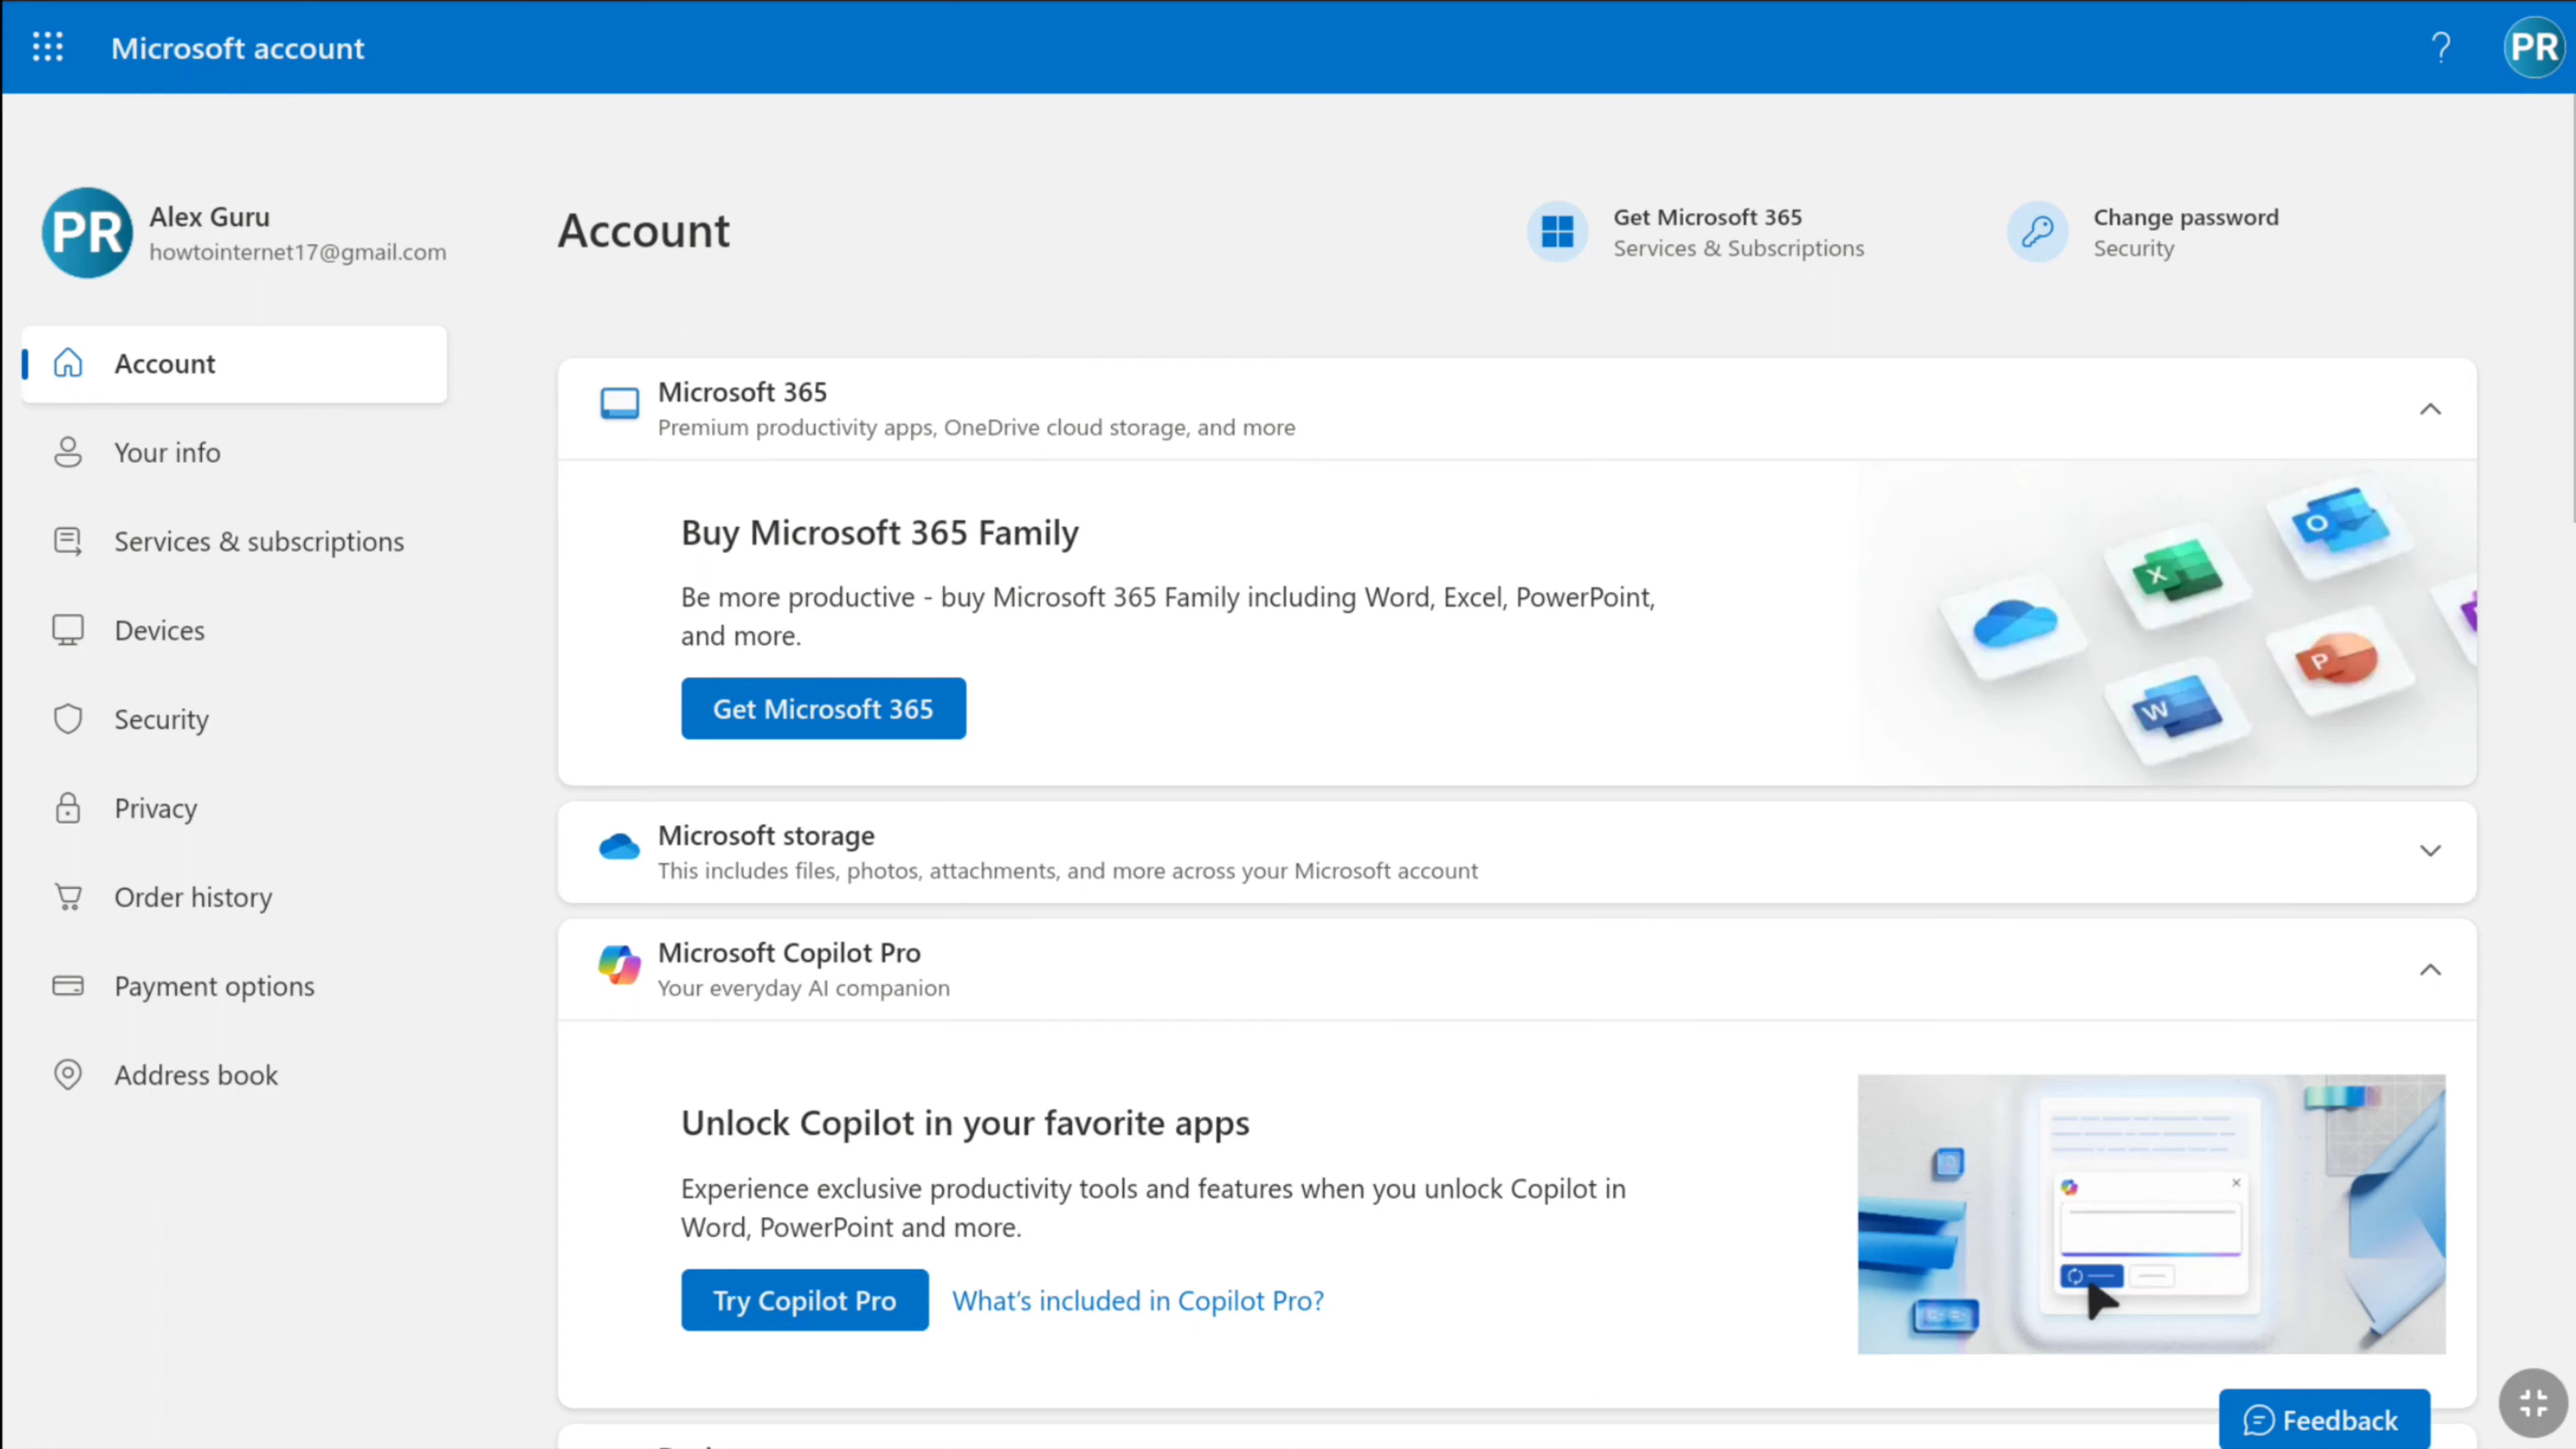 Microsoft account
?
PR
PR
Alex Guru
howtointernet17@gmail.com
Account
Your info
Services & subscriptions
Devices
Security
Privacy
Order history
Payment options
Address book
Account
Get Microsoft 365
Services & Subscriptions
Change password
Security
Microsoft 365
Premium productivity apps, OneDrive cloud storage, and more
Buy Microsoft 365 Family
Be more productive - buy Microsoft 365 Family including Word, Excel, PowerPoint,
and more.
Get Microsoft 365
O
X
P
W
Microsoft storage
This includes files, photos, attachments, and more across your Microsoft account
Microsoft Copilot Pro
Your everyday AI companion
Unlock Copilot in your favorite apps
Experience exclusive productivity tools and features when you unlock Copilot in
Word, PowerPoint and more.
Try Copilot Pro
What's included in Copilot Pro?
Feedback